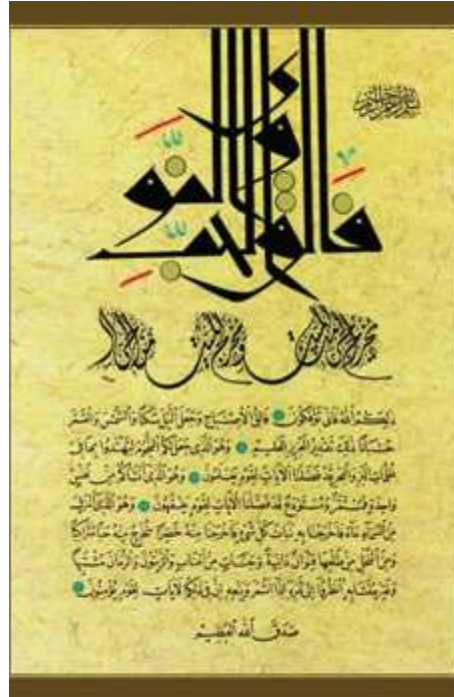 بسم الله الرحمن الرحيم
فالق الحب والنوى
يخرج الحي من الميت ومخرج الميت من الحي
ذلكم الله فأنى تؤفكون فالق الإصباح وجعل الليل سكنا والشمس والقمر
حسبانا ذلك تقدير العزيز العليم وهو الذي جعل لكم النجوم لتهتدوا بها في
ظلمات البر والبحر قد فصلنا الآيات لقوم يعلمون وهو الذي أنشأكم من نفس
واحدة فمستقر ومستودع قد فصلنا الآيات لقوم يفقهون وهو الذي أنزل
من السماء ماء فأخرجنا به نبات كل شيء فأخرجنا منه خضرا نخرج منه حبا متراكبا
ومن النخل من طلعها قنوان دانية وجنات من أعناب والزيتون والرمان مشتبها
وغير متشابه انظروا إلى ثمره إذا أثمر وينعه إن في ذلكم لآيات لقوم يؤمنون
صدق الله العظيم